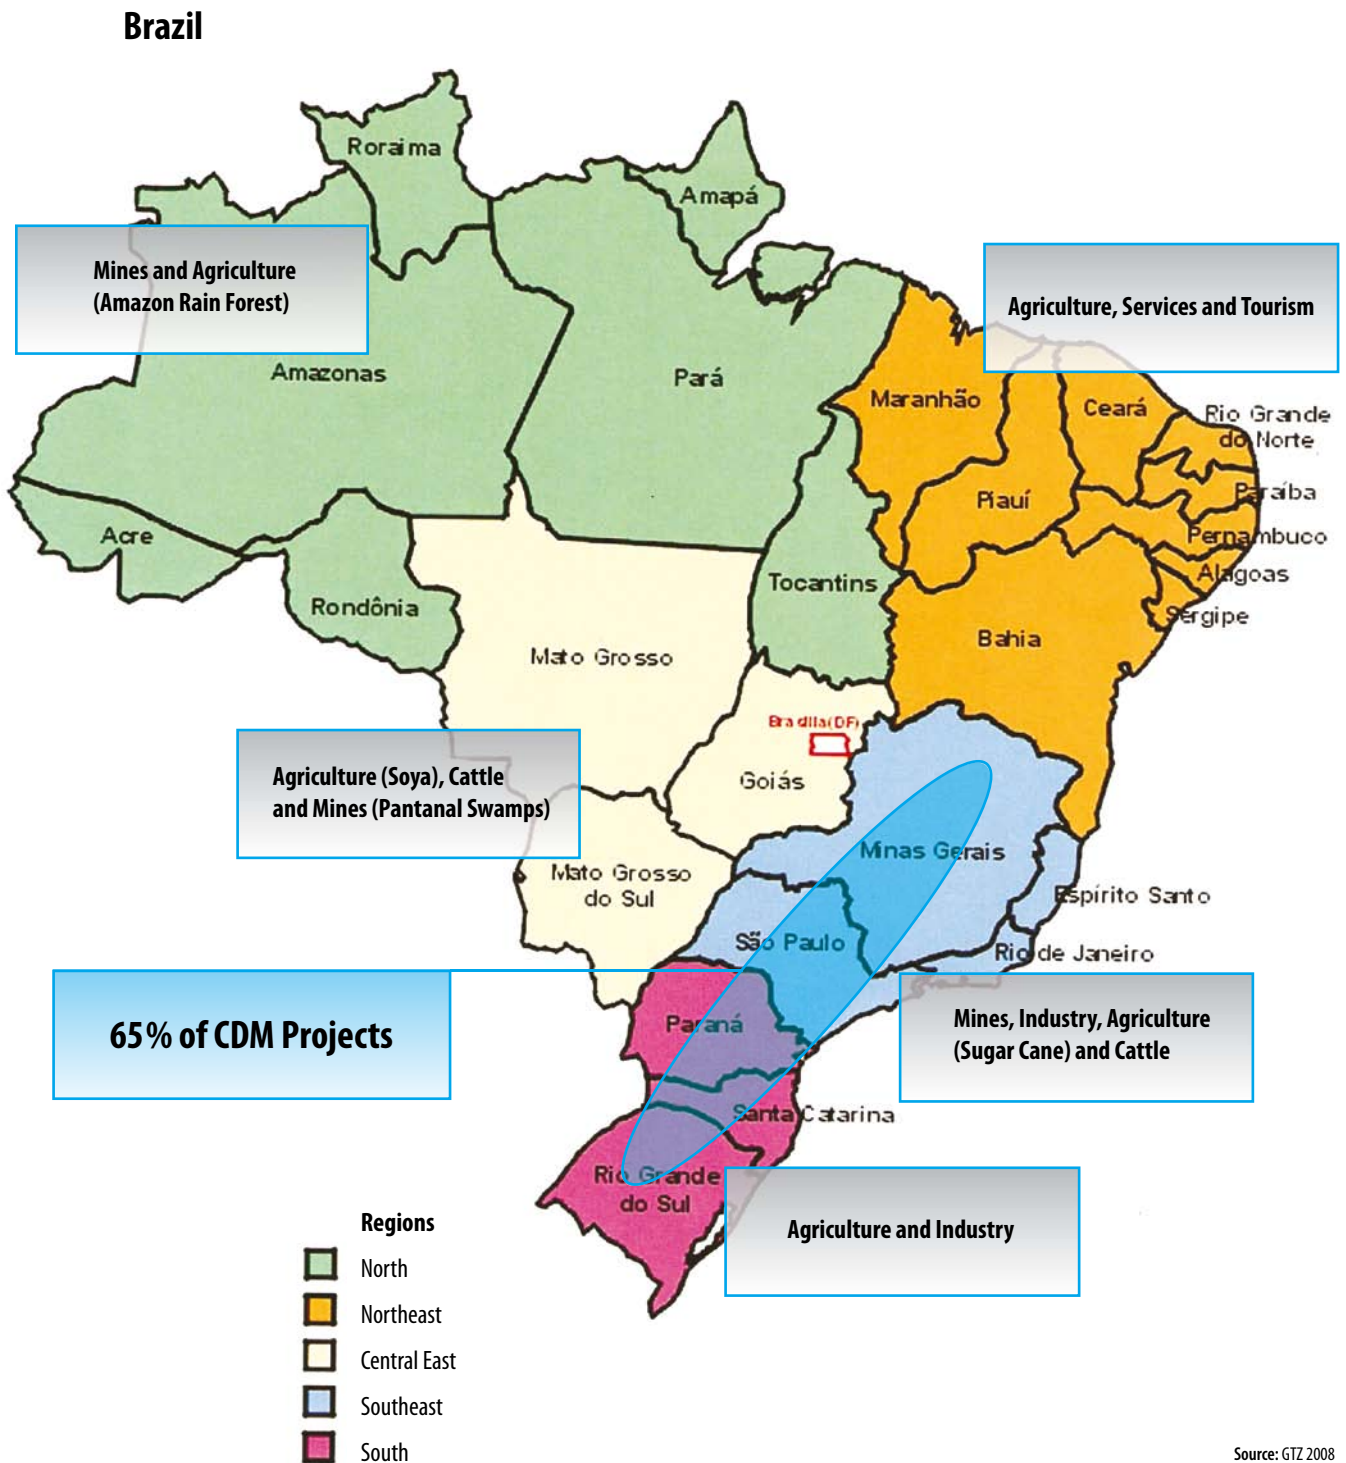 Brazil
Roraima
Amapá
Mines and Agriculture
(Amazon Rain Forest)
Agriculture, Services and Tourism
Amazonas
Pará
Maranhão
Ceará
Rio Grande
do Norte
Piauí
Paraíba
Acre
Pernambuco
Tocantins
Alagoas
Rondônia
Sergipe
Bahia
Mato Grosso
Brasília(DF)
Goiás
Agriculture (Soya), Cattle
and Mines (Pantanal Swamps)
Minas Gerais
Mato Grosso
do Sul
Espírito Santo
São Paulo
Rio de Janeiro
65% of CDM Projects
Paraná
Mines, Industry, Agriculture
(Sugar Cane) and Cattle
Santa Catarina
Rio Grande
do Sul
Agriculture and Industry
Regions
North
Northeast
Central East
Southeast
South
Source: GTZ 2008